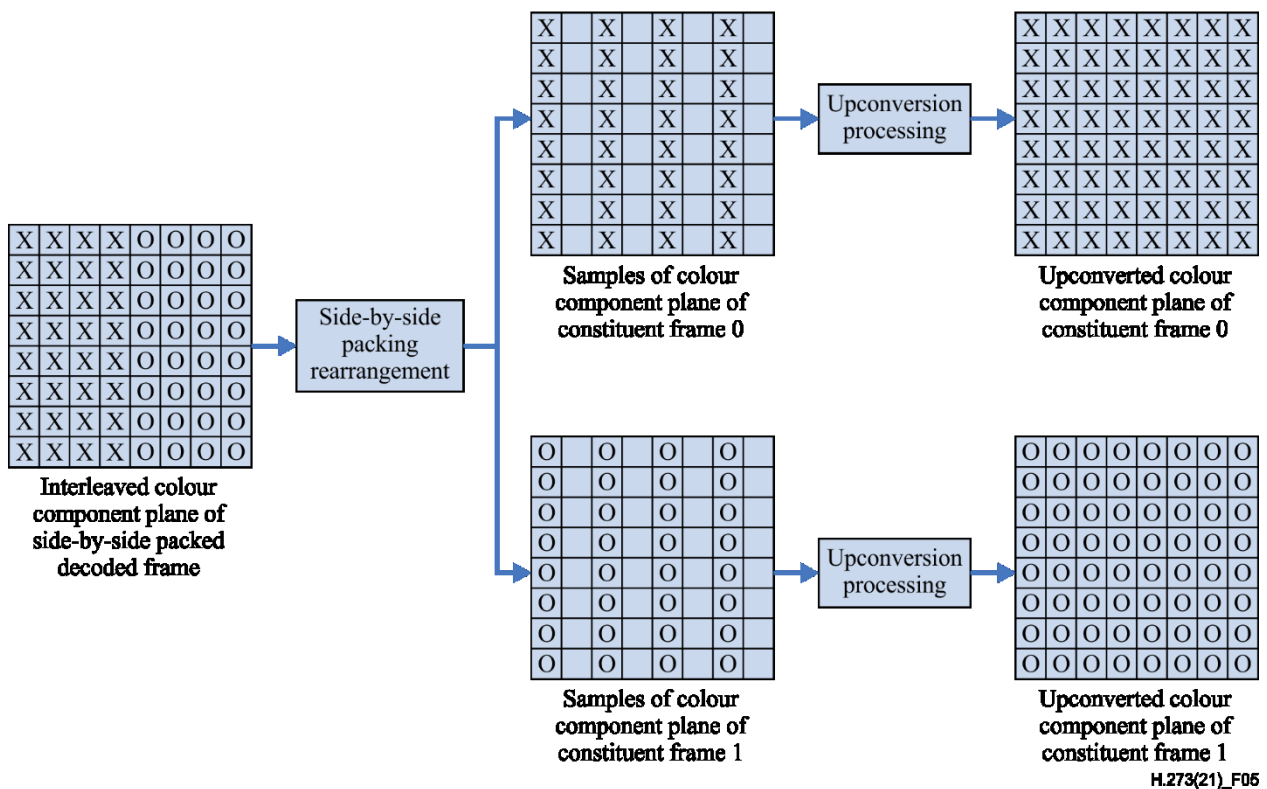 X X X X
X X X X
X X X X
X X X X
X X X X
X X X X
X X X X
X X X X
X X X X X X X X
X X X X X X X X
X X X X X X X X
X X X X X X X X
X X X X X X X X
X X X X X X X X
X X X X X X X X
X X X X X X X X
Upconversion
processing
Samples of colour
component plane of
constituent frame 0
Upconverted colour
component plane of
constituent frame 0
X X X X O O O O
X X X X O O O O
X X X X O O O O
X X X X O O O O
X X X X O O O O
X X X X O O O O
X X X X O O O O
X X X X O O O O
Interleaved colour
component plane of
side-by-side packed
decoded frame
Side-by-side
packing
rearrangement
O O O O
O O O O
O O O O
O O O O
O O O O
O O O O
O O O O
O O O O
Upconversion
processing
O O O O O O O O
O O O O O O O O
O O O O O O O O
O O O O O O O O
O O O O O O O O
O O O O O O O O
O O O O O O O O
O O O O O O O O
Samples of colour
component plane of
constituent frame 1
Upconverted colour
component plane of
constituent frame 1
H.273(21)_F05